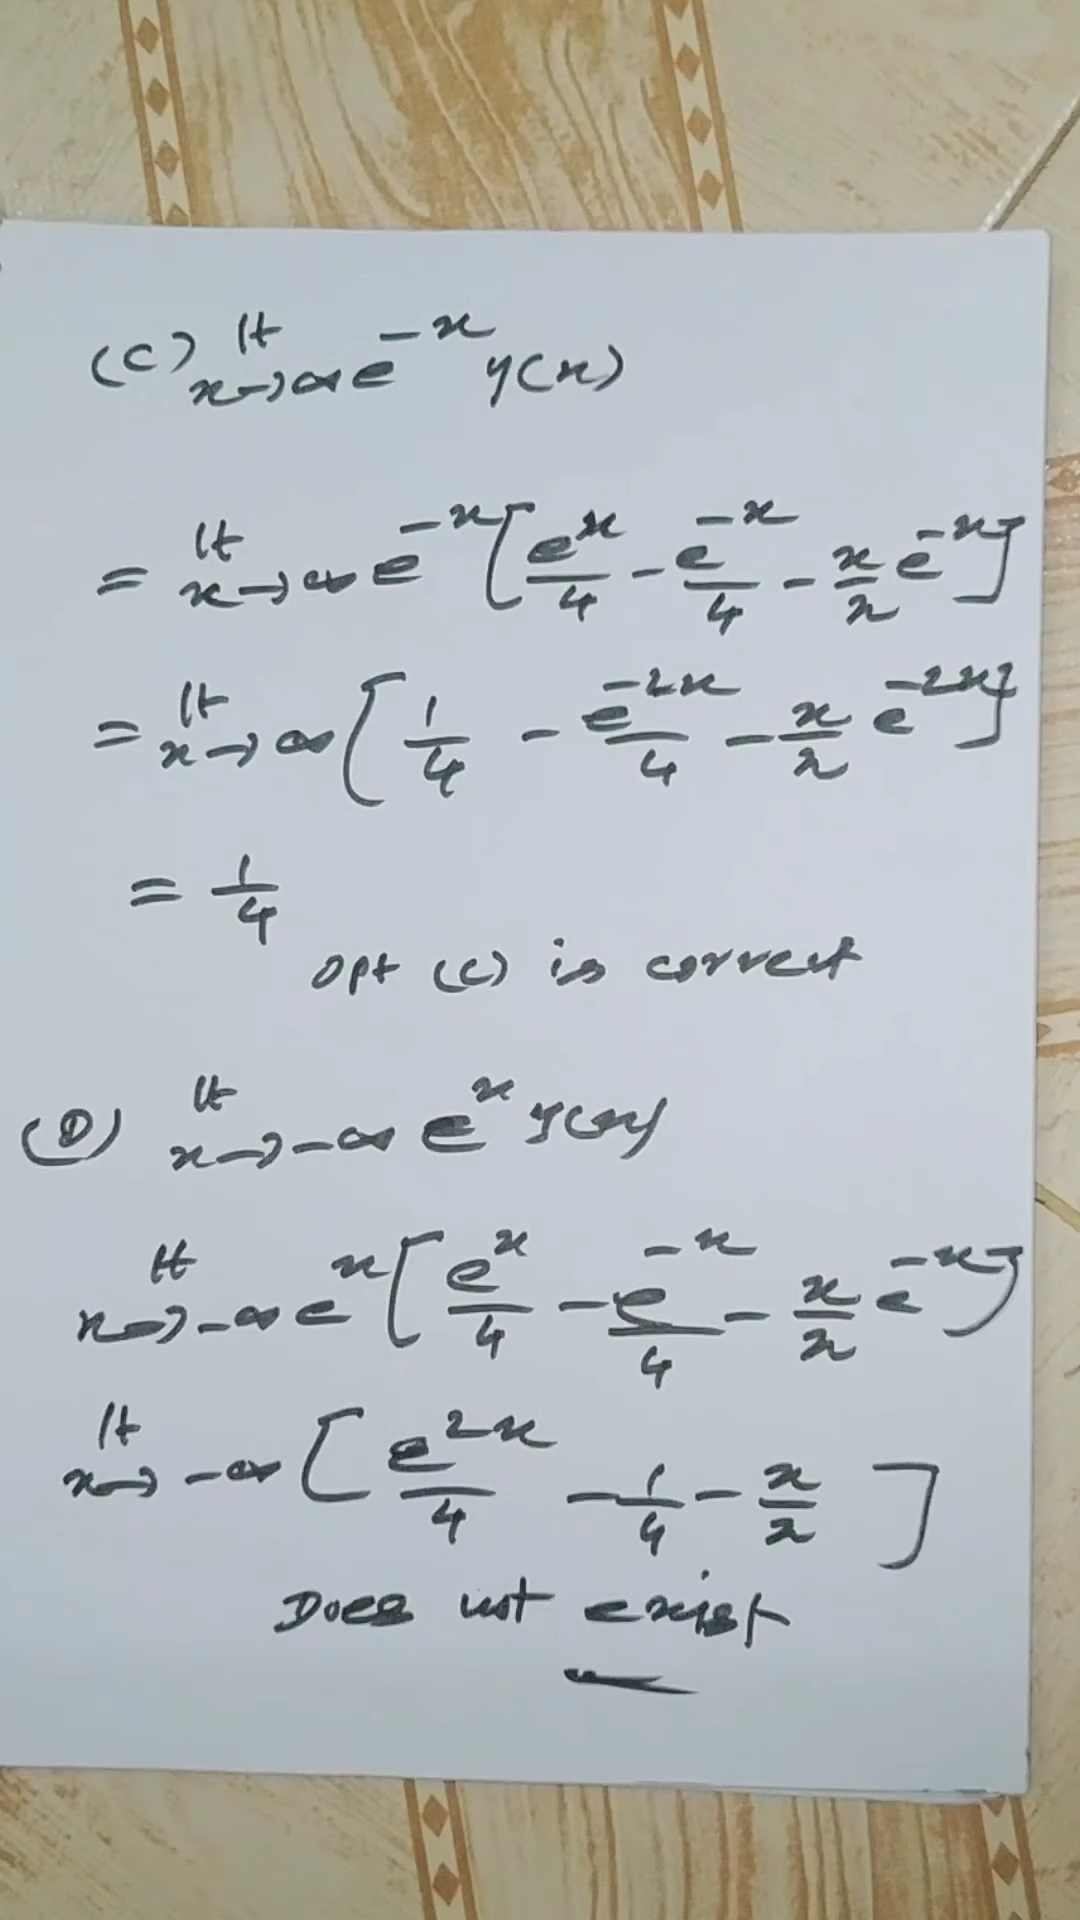 (C) lt x→∞ e^{-x} y(x)
= lt x→∞ e^{-x} [e^x/4 - e^{-x}/4 - x/2 e^{-x}]
= lt x→∞ [1/4 - e^{-2x}/4 - x/2 e^{-2x}]
= 1/4
opt (C) is correct
(D) lt x→-∞ e^x y(x)
lt x→-∞ e^x [e^x/4 - e^{-x}/4 - x/2 e^{-x}]
lt x→-∞ [e^{2x}/4 - 1/4 - x/2]
Does not exist